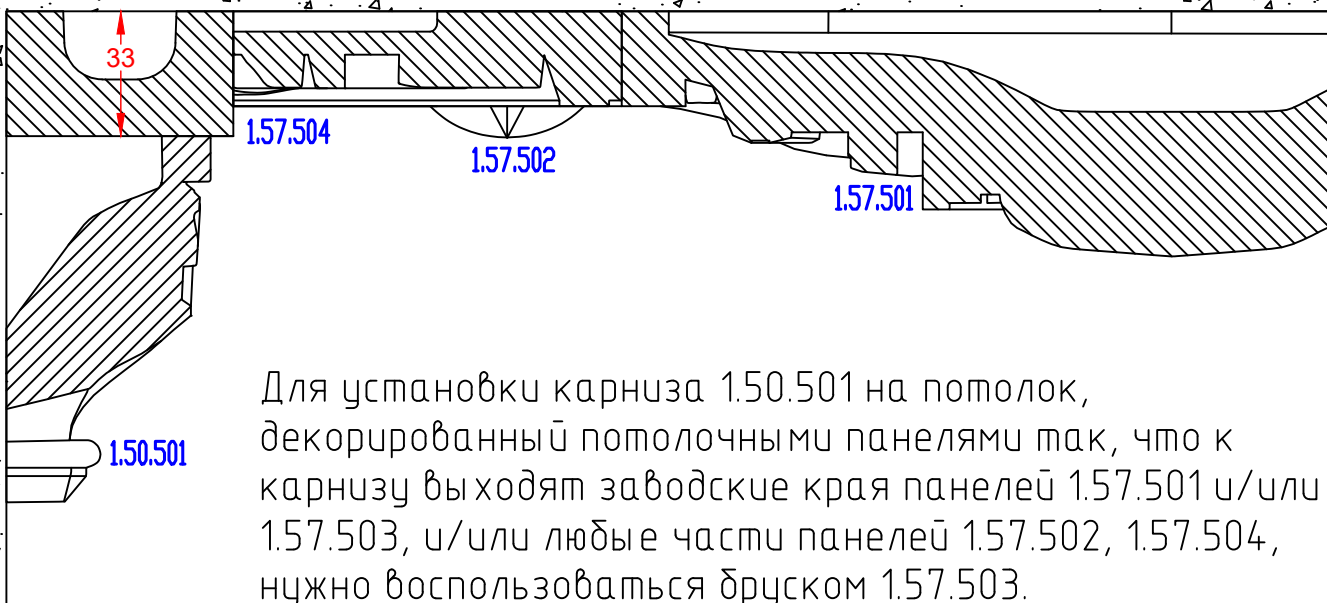 33
1.57.504
1.57.502
1.57.501
1.50.501
Для установки карниза 1.50.501 на потолок,
декорированный потолочными панелями так, что к
карнизу выходят заводские края панелей 1.57.501 и/или
1.57.503, и/или любые части панелей 1.57.502, 1.57.504,
нужно воспользоваться бруском 1.57.503.